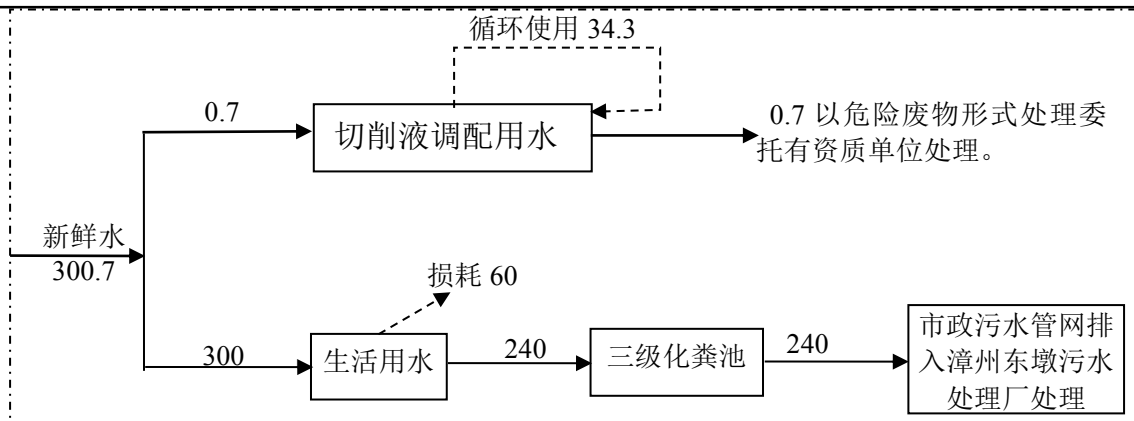 循环使用 34.3
0.7
切削液调配用水
0.7 以危险废物形式处理委
托有资质单位处理。
新鲜水
300.7
损耗 60
300
生活用水
240
三级化粪池
240
市政污水管网排
入漳州东墩污水
处理厂处理